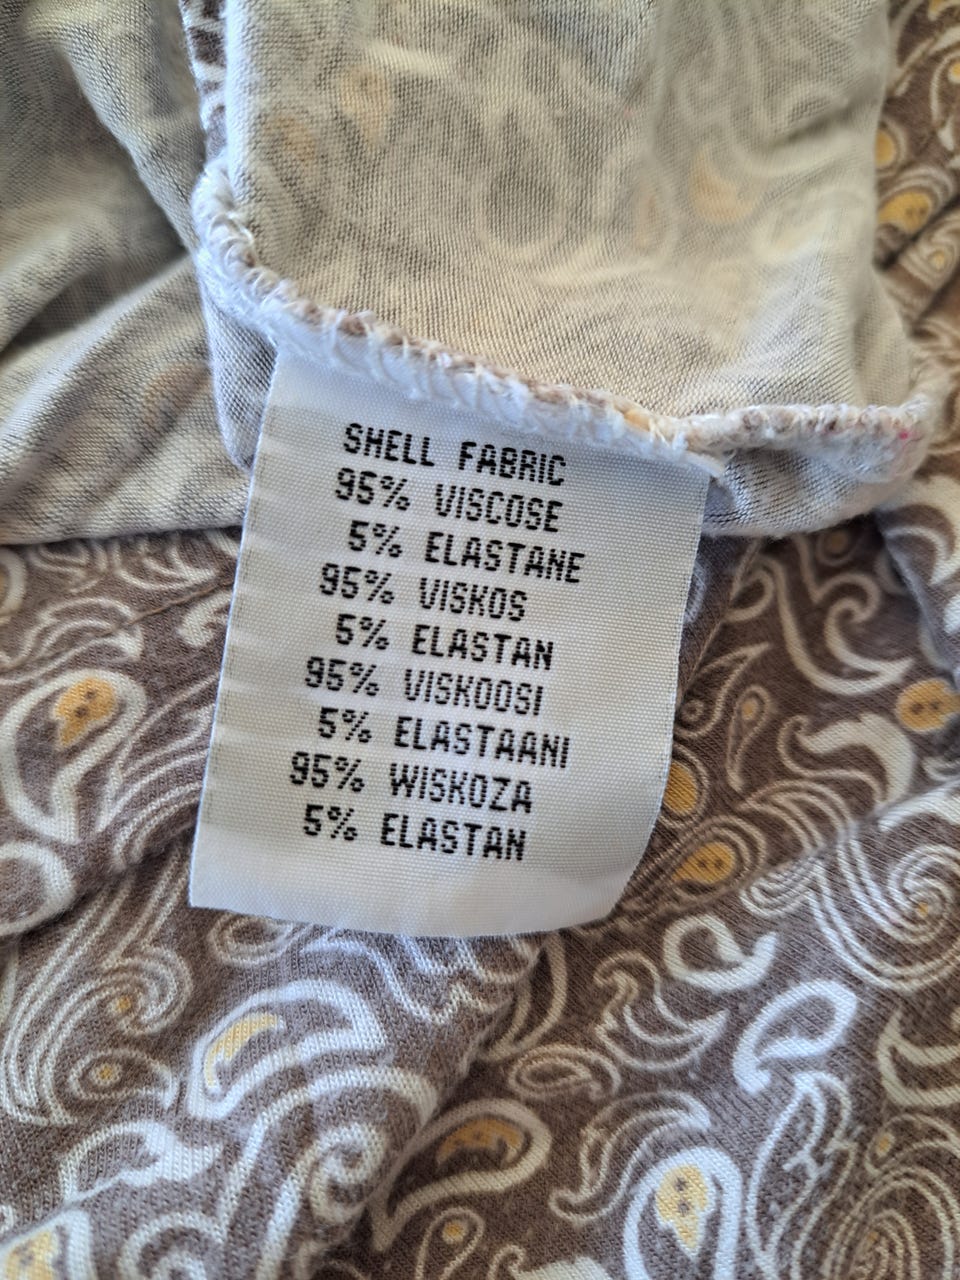 SHELL FABRIC
95% VISCOSE
5% ELASTANE
95% VISKOS
5% ELASTAN
95% VISKOOSI
5% ELASTAANI
95% WISKOZA
5% ELASTAN